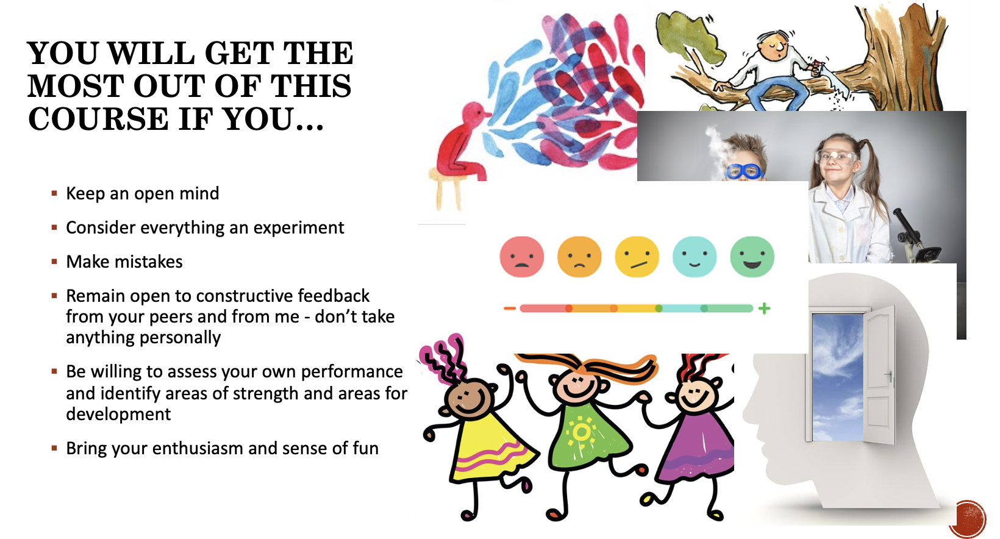 YOU WILL GET THE
MOST OUT OF THIS
COURSE IF YOU...
▪ Keep an open mind
▪ Consider everything an experiment
▪ Make mistakes
▪ Remain open to constructive feedback
from your peers and from me - don’t take
anything personally
▪ Be willing to assess your own performance
and identify areas of strength and areas for
development
▪ Bring your enthusiasm and sense of fun